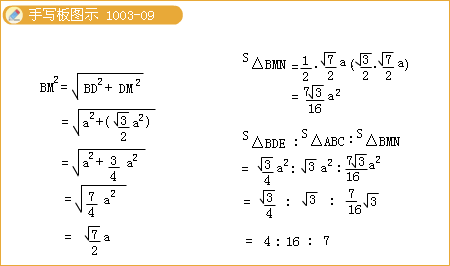 手写板图示 1003-09
BM²=√(BD²+DM²)
=√(a²+(√3/2 a²)
=√(a²+3/4 a²)
=√(7/4 a²)
= √7/2 a
S△BMN =1/2·√7/2 a(√3/2·√7/2 a)
= 7√3/16 a²
S△BDE :S△ABC:S△BMN
= √3/4 a²:√3 a²:7√3/16 a²
= √3/4 : √3 : 7/16 √3
= 4:16: 7